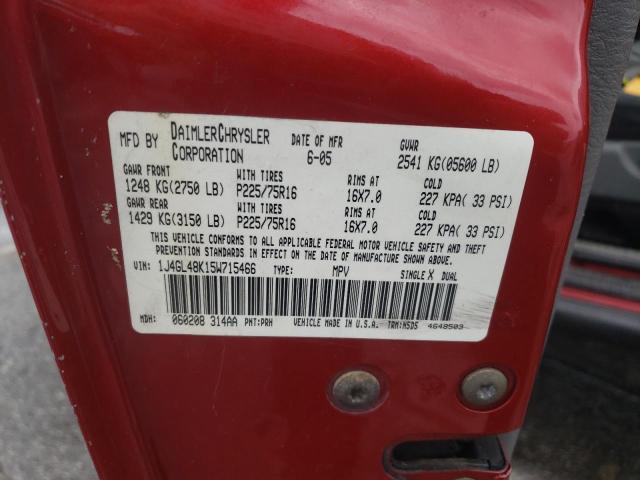 MFD BY DAIMLERCHRYSLER CORPORATION DATE OF MFR 6-05 GVWR 2541 KG(05600 LB)
GAWR FRONT WITH TIRES RIMS AT COLD
1248 KG(2750 LB) P225/75R16 16X7.0 227 KPA( 33 PSI)
GAWR REAR WITH TIRES RIMS AT COLD
1429 KG(3150 LB) P225/75R16 16X7.0 227 KPA( 33 PSI)
THIS VEHICLE CONFORMS TO ALL APPLICABLE FEDERAL MOTOR VEHICLE SAFETY AND THEFT
PREVENTION STANDARDS IN EFFECT ON THE DATE OF MANUFACTURE SHOWN ABOVE.
VIN: 1J4GL48K15W715466 TYPE: MPV SINGLE X DUAL
MDH: 060208 314AA PNT:PRH VEHICLE MADE IN U.S.A. TRM:M5D5 4648503